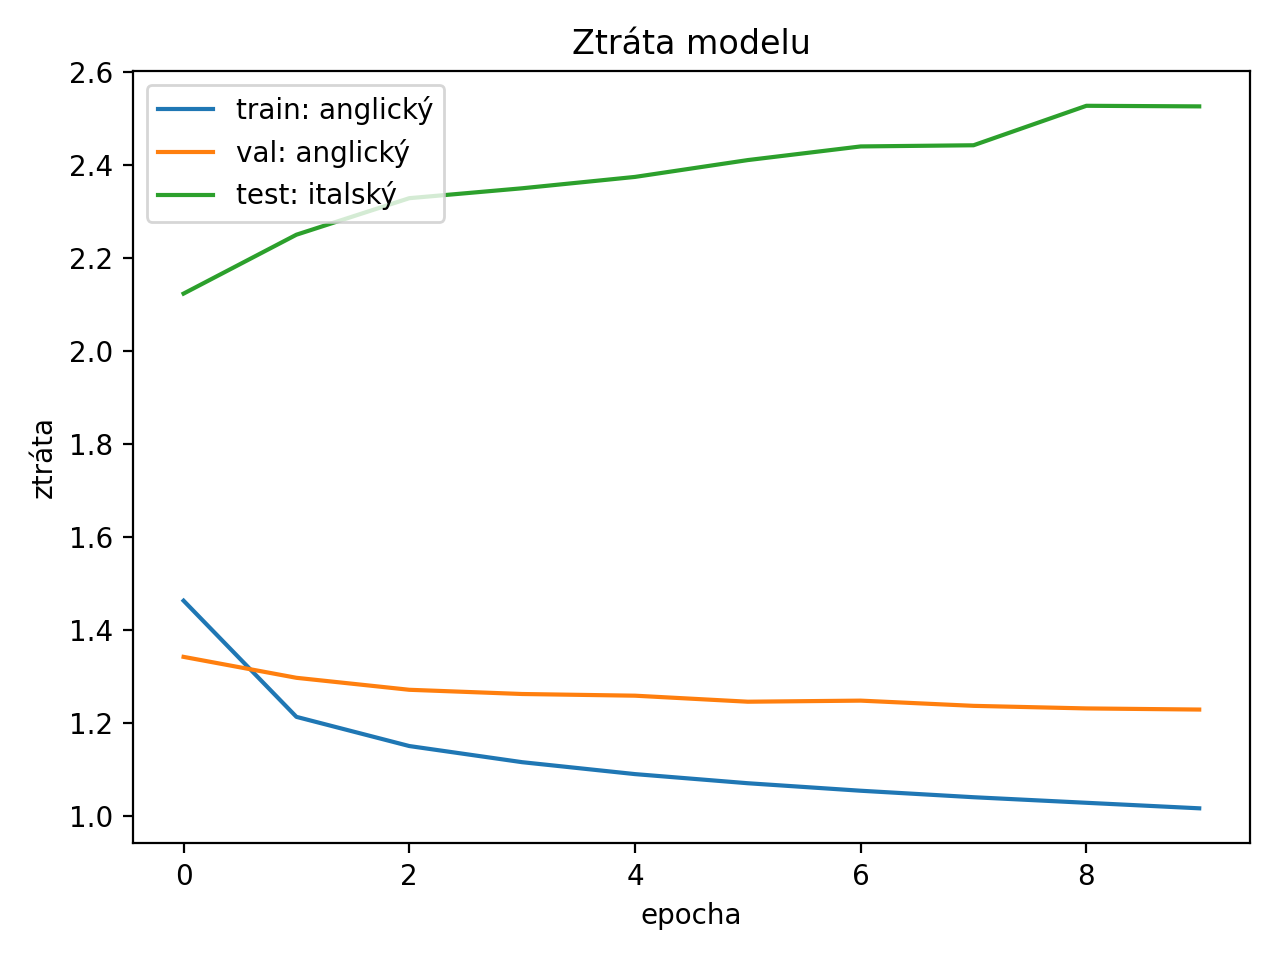 Ztráta modelu
2.6
2.4
2.2
2.0
1.8
1.6
1.4
1.2
1.0
ztráta
train: anglický
val: anglický
test: italský
0 2 4 6 8
epocha